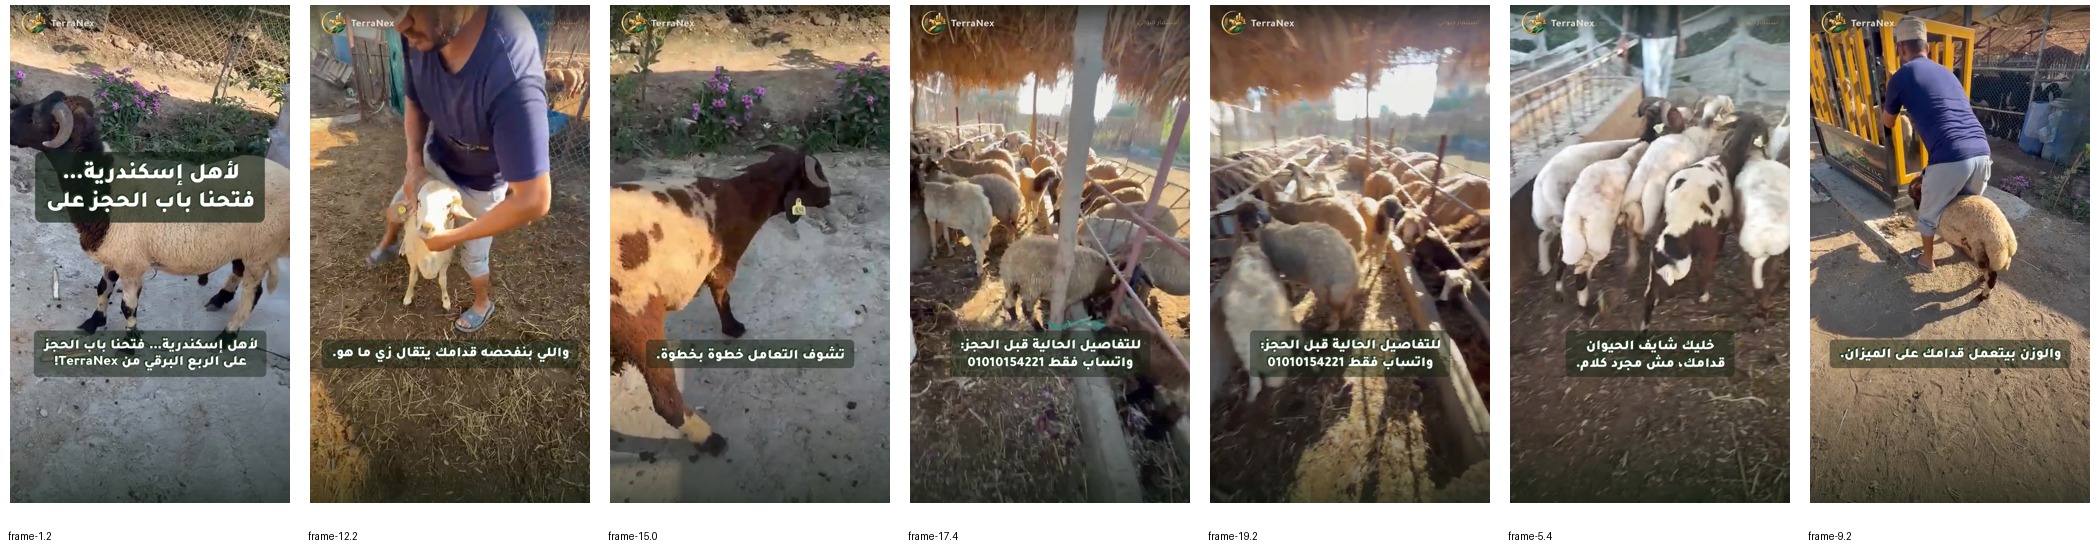 TerraNex
لأهل إسكندرية...
فتحنا باب الحجز على
لأهل إسكندرية... فتحنا باب الحجز
على الربع البرقي من TerraNex!
frame-1.2
TerraNex
واللي بنفحصه قدامك يتقال زي ما هو.
frame-12.2
TerraNex
تشوف التعامل خطوة بخطوة.
frame-15.0
TerraNex
للتفاصيل الحالية قبل الحجز:
واتساب فقط 01010154221
frame-17.4
TerraNex
للتفاصيل الحالية قبل الحجز:
واتساب فقط 01010154221
frame-19.2
TerraNex
خليك شايف الحيوان
قدامك، مش مجرد كلام.
frame-5.4
TerraNex
والوزن بيتعمل قدامك على الميزان.
frame-9.2